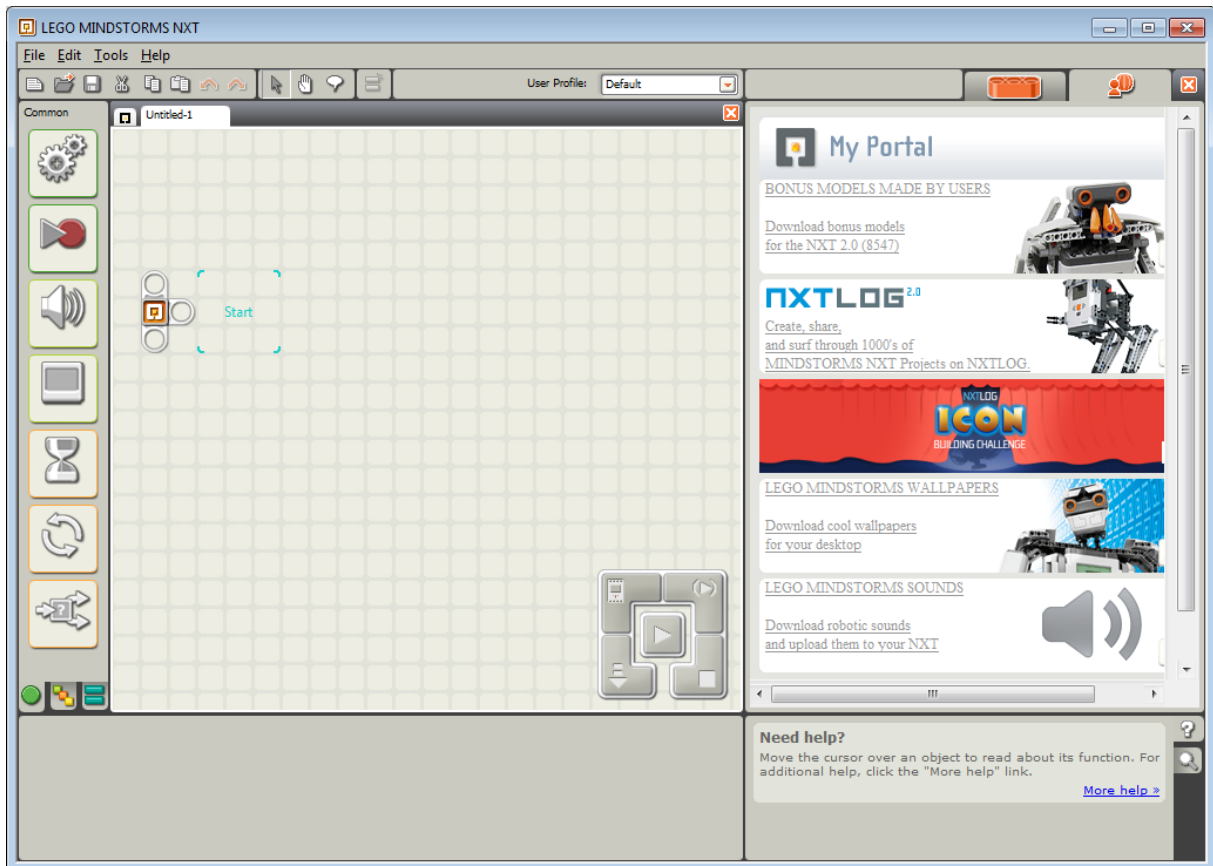 LEGO MINDSTORMS NXT
File Edit Tools Help
User Profile: Default
Common
Untitled-1
Start
My Portal
BONUS MODELS MADE BY USERS
Download bonus models
for the NXT 2.0 (8547)
NXTLOG 2.0
Create, share,
and surf through 1000's of
MINDSTORMS NXT Projects on NXTLOG.
NXTLOG
ICON
BUILDING CHALLENGE
LEGO MINDSTORMS WALLPAPERS
Download cool wallpapers
for your desktop
LEGO MINDSTORMS SOUNDS
Download robotic sounds
and upload them to your NXT
Need help?
Move the cursor over an object to read about its function. For
additional help, click the "More help" link.
More help »